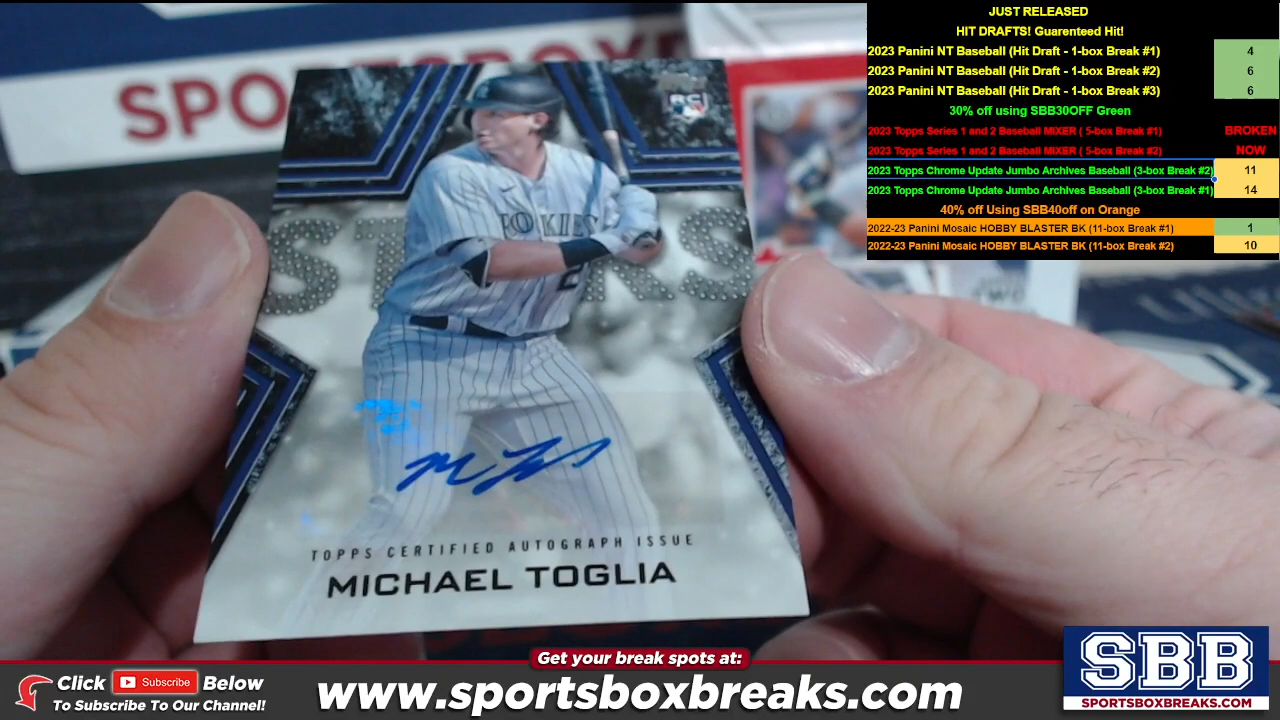 JUST RELEASED
HIT DRAFTS! Guarenteed Hit!
2023 Panini NT Baseball (Hit Draft - 1-box Break #1) 4
2023 Panini NT Baseball (Hit Draft - 1-box Break #2) 6
2023 Panini NT Baseball (Hit Draft - 1-box Break #3) 6
30% off using SBB30OFF Green
2023 Topps Series 1 and 2 Baseball MIXER ( 5-box Break #1) BROKEN
2023 Topps Series 1 and 2 Baseball MIXER ( 5-box Break #2) NOW
2023 Topps Chrome Update Jumbo Archives Baseball (3-box Break #2) 11
2023 Topps Chrome Update Jumbo Archives Baseball (3-box Break #1) 14
40% off Using SBB40off on Orange
2022-23 Panini Mosaic HOBBY BLASTER BK (11-box Break #1) 1
2022-23 Panini Mosaic HOBBY BLASTER BK (11-box Break #2) 10
SPO
RC
ROCKIES
2
TOPPS CERTIFIED AUTOGRAPH ISSUE
MICHAEL TOGLIA
Get your break spots at:
Click Subscribe Below
To Subscribe To Our Channel!
www.sportsboxbreaks.com
SBB
SPORTSBOXBREAKS.COM